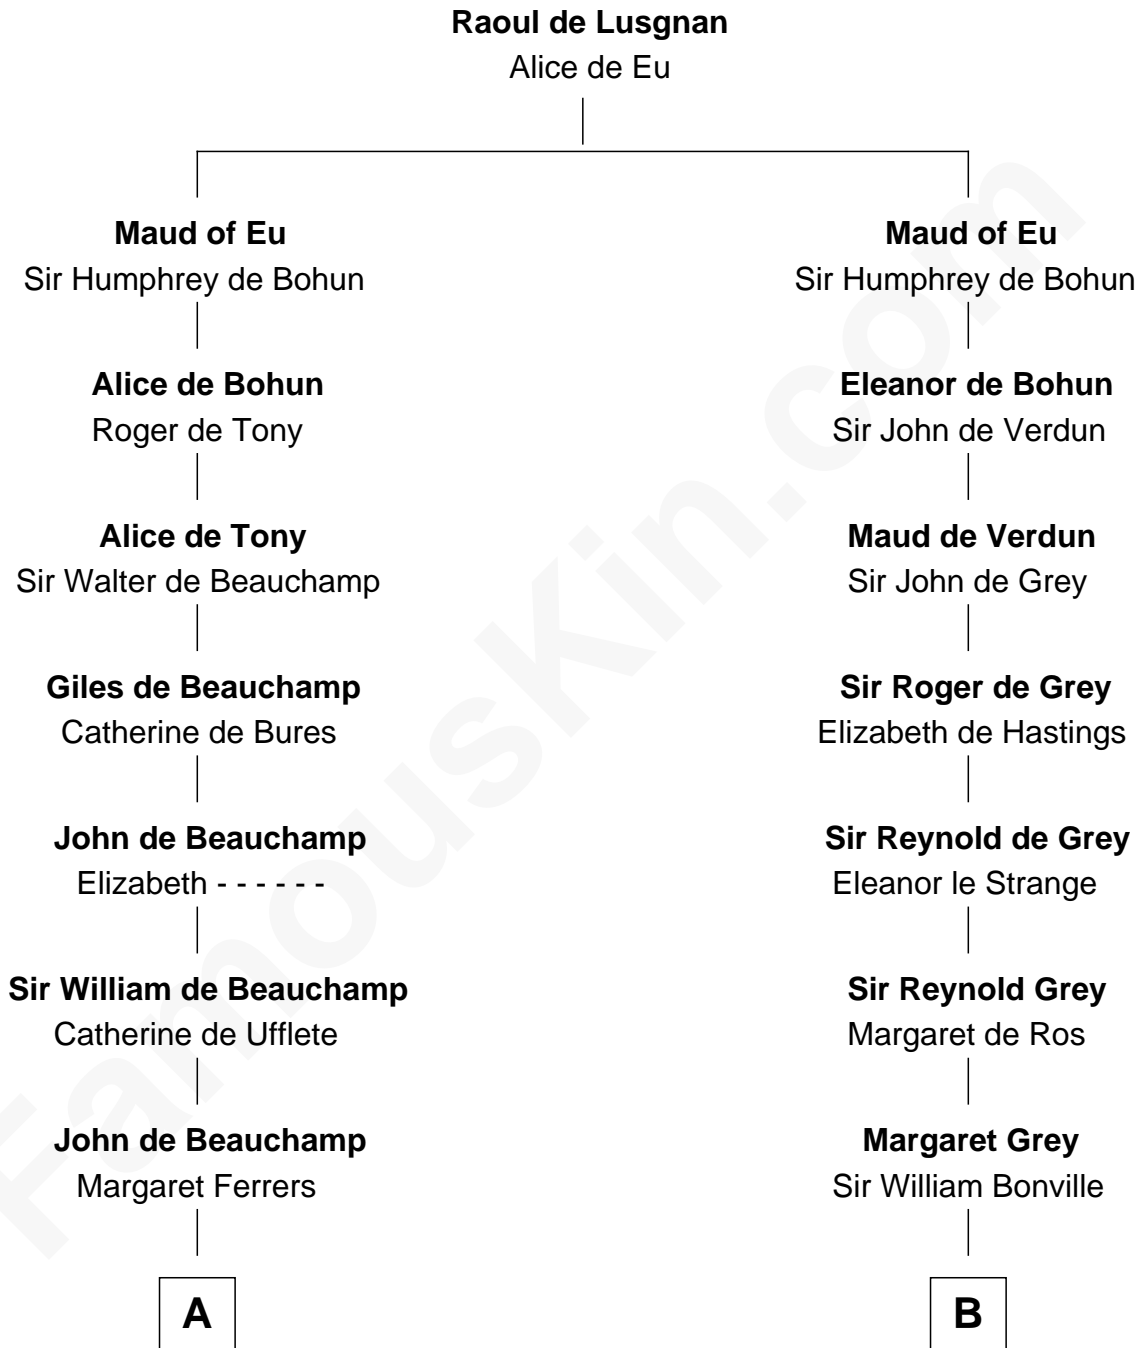 Raoul de Lusgnan
Alice de Eu
Maud of Eu
Sir Humphrey de Bohun
Maud of Eu
Sir Humphrey de Bohun
Alice de Bohun
Roger de Tony
Eleanor de Bohun
Sir John de Verdun
Alice de Tony
Sir Walter de Beauchamp
Maud de Verdun
Sir John de Grey
Giles de Beauchamp
Catherine de Bures
Sir Roger de Grey
Elizabeth de Hastings
John de Beauchamp
Elizabeth - - - - - -
Sir Reynold de Grey
Eleanor le Strange
Sir William de Beauchamp
Catherine de Ufflete
Sir Reynold Grey
Margaret de Ros
John de Beauchamp
Margaret Ferrers
Margaret Grey
Sir William Bonville
A
B
FamousKin.com